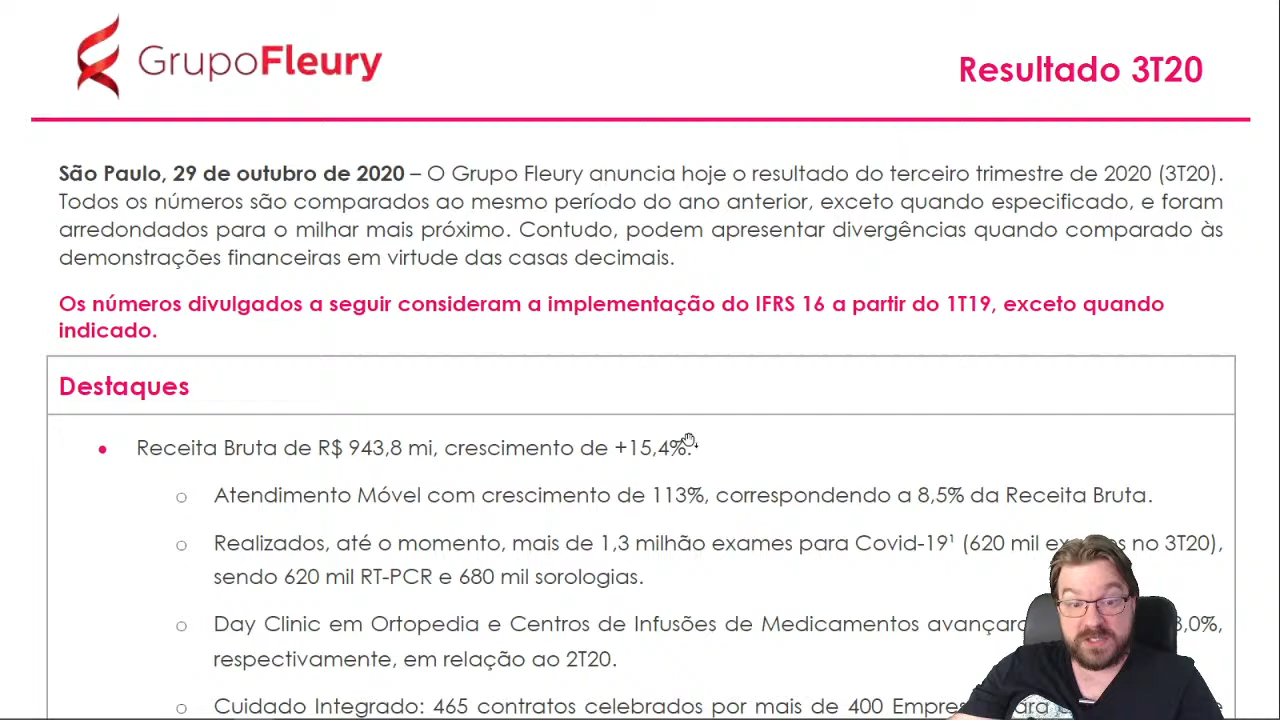 GrupoFleury
Resultado 3T20
São Paulo, 29 de outubro de 2020 – O Grupo Fleury anuncia hoje o resultado do terceiro trimestre de 2020 (3T20).
Todos os números são comparados ao mesmo período do ano anterior, exceto quando especificado, e foram
arredondados para o milhar mais próximo. Contudo, podem apresentar divergências quando comparado às
demonstrações financeiras em virtude das casas decimais.
Os números divulgados a seguir consideram a implementação do IFRS 16 a partir do 1T19, exceto quando
indicado.
Destaques
• Receita Bruta de R$ 943,8 mi, crescimento de +15,4%.
○ Atendimento Móvel com crescimento de 113%, correspondendo a 8,5% da Receita Bruta.
○ Realizados, até o momento, mais de 1,3 milhão exames para Covid-19¹ (620 mil no 3T20),
sendo 620 mil RT-PCR e 680 mil sorologias.
○ Day Clinic em Ortopedia e Centros de Infusões de Medicamentos
respectivamente, em relação ao 2T20.
○ Cuidado Integrado: 465 contratos celebrados por mais de 400